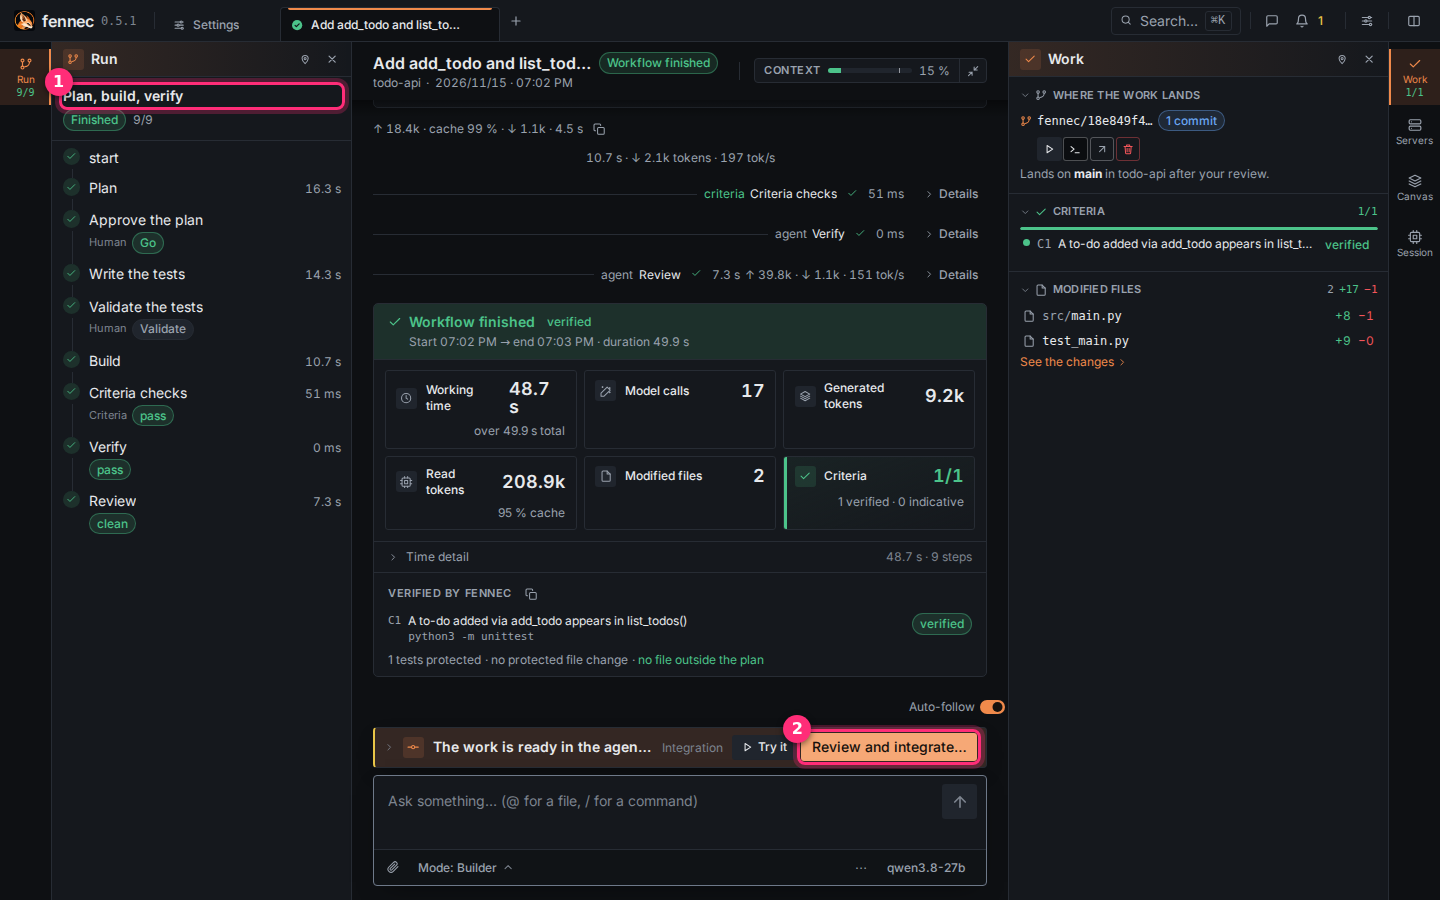 fennec 0.5.1
Settings
Add add_todo and list_to...
Search...
⌘K
1
Run
9/9
Run
1
Plan, build, verify
Finished
9/9
start
Plan
16.3 s
Approve the plan
Human
Go
Write the tests
14.3 s
Validate the tests
Human
Validate
Build
10.7 s
Criteria checks
51 ms
Criteria
pass
Verify
0 ms
pass
Review
7.3 s
clean
Add add_todo and list_tod...
Workflow finished
todo-api · 2026/11/15 · 07:02 PM
CONTEXT
15 %
↑ 18.4k · cache 99 % · ↓ 1.1k · 4.5 s
10.7 s · ↓ 2.1k tokens · 197 tok/s
criteria Criteria checks
51 ms
Details
agent Verify
0 ms
Details
agent Review
7.3 s ↑ 39.8k · ↓ 1.1k · 151 tok/s
Details
Workflow finished verified
Start 07:02 PM → end 07:03 PM · duration 49.9 s
Working time
48.7 s
over 49.9 s total
Model calls
17
Generated tokens
9.2k
Read tokens
208.9k
95 % cache
Modified files
2
Criteria
1/1
1 verified · 0 indicative
Time detail
48.7 s · 9 steps
VERIFIED BY FENNEC
C1 A to-do added via add_todo appears in list_todos()
python3 -m unittest
verified
1 tests protected · no protected file change · no file outside the plan
Auto-follow
2
The work is ready in the agen...
Integration
Try it
Review and integrate...
Ask something... (@ for a file, / for a command)
Mode: Builder
...
qwen3.8-27b
Work
WHERE THE WORK LANDS
fennec/18e849f4...
1 commit
Lands on main in todo-api after your review.
CRITERIA
1/1
C1 A to-do added via add_todo appears in list_t...
verified
MODIFIED FILES
2 +17 −1
src/main.py
+8 −1
test_main.py
+9 −0
See the changes
Work
1/1
Servers
Canvas
Session